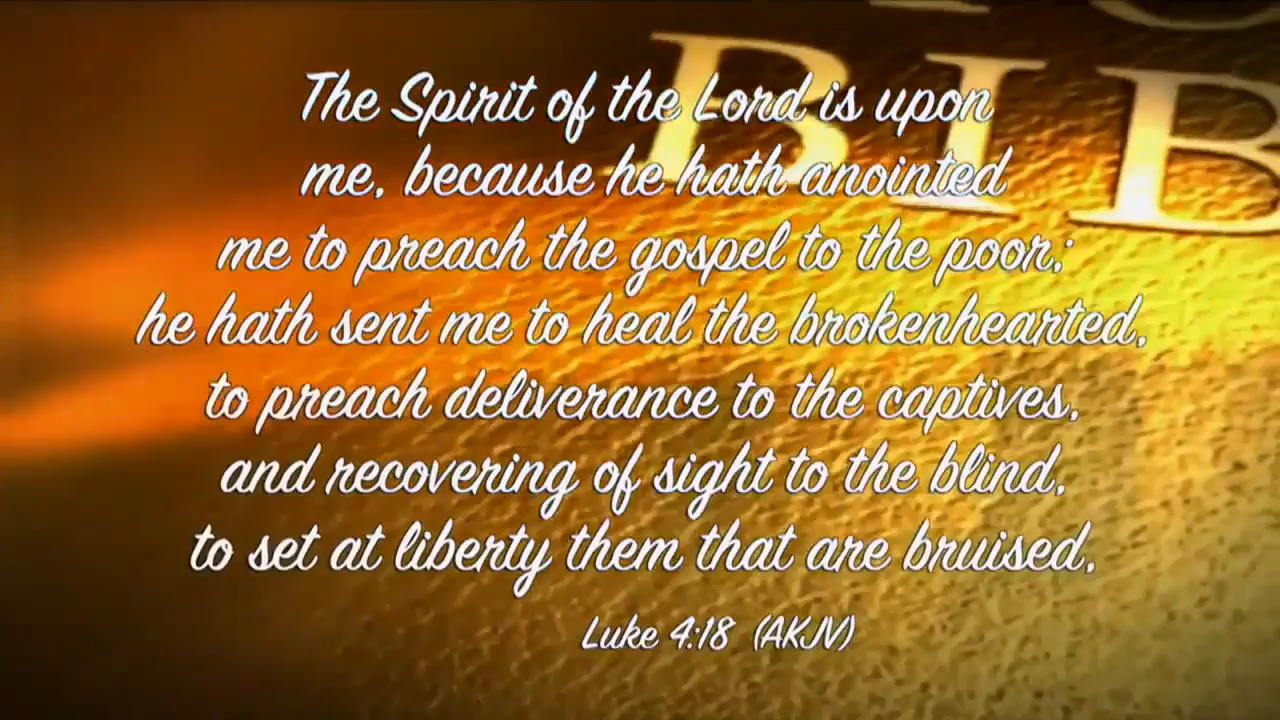 BIB
The Spirit of the Lord is upon
me, because he hath anointed
me to preach the gospel to the poor;
he hath sent me to heal the brokenhearted,
to preach deliverance to the captives,
and recovering of sight to the blind,
to set at liberty them that are bruised,
Luke 4:18 (AKJV)